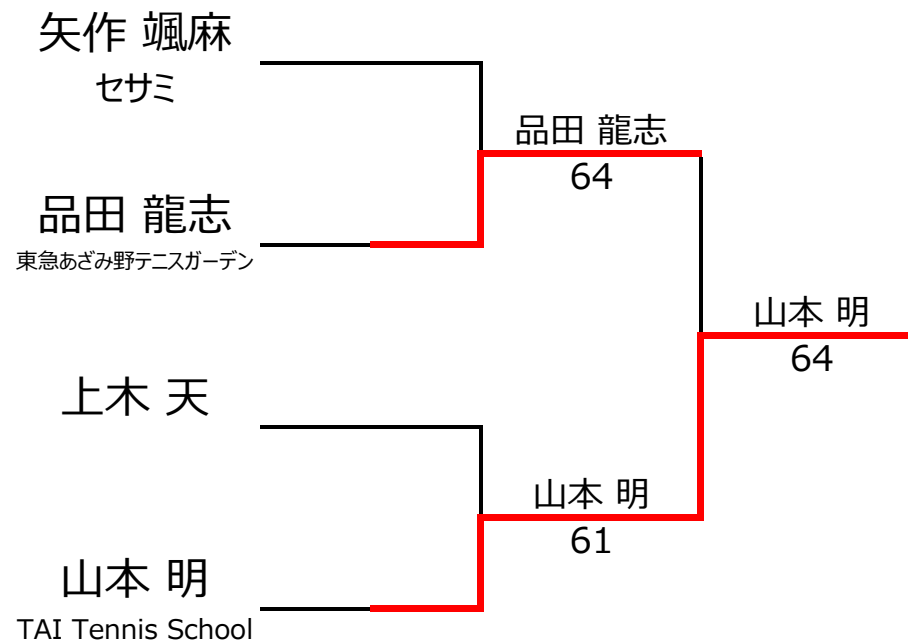 矢作 颯麻
セサミ
品田 龍志
64
品田 龍志
東急あざみ野テニスガーデン
山本 明
64
上木 天
山本 明
61
山本 明
TAI Tennis School